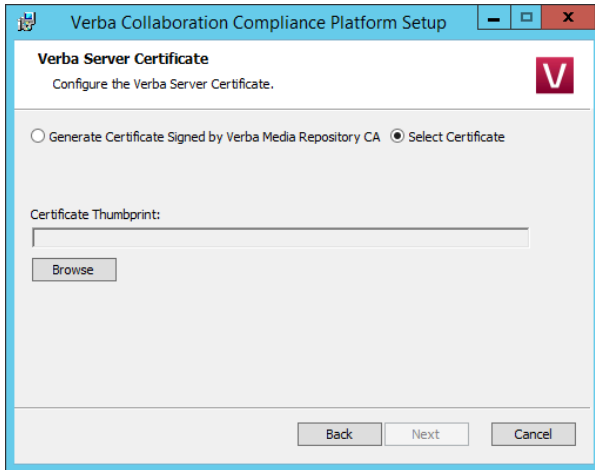 Verba Collaboration Compliance Platform Setup
Verba Server Certificate
Configure the Verba Server Certificate.
V
Generate Certificate Signed by Verba Media Repository CA Select Certificate
Certificate Thumbprint:
Browse
Back Next Cancel